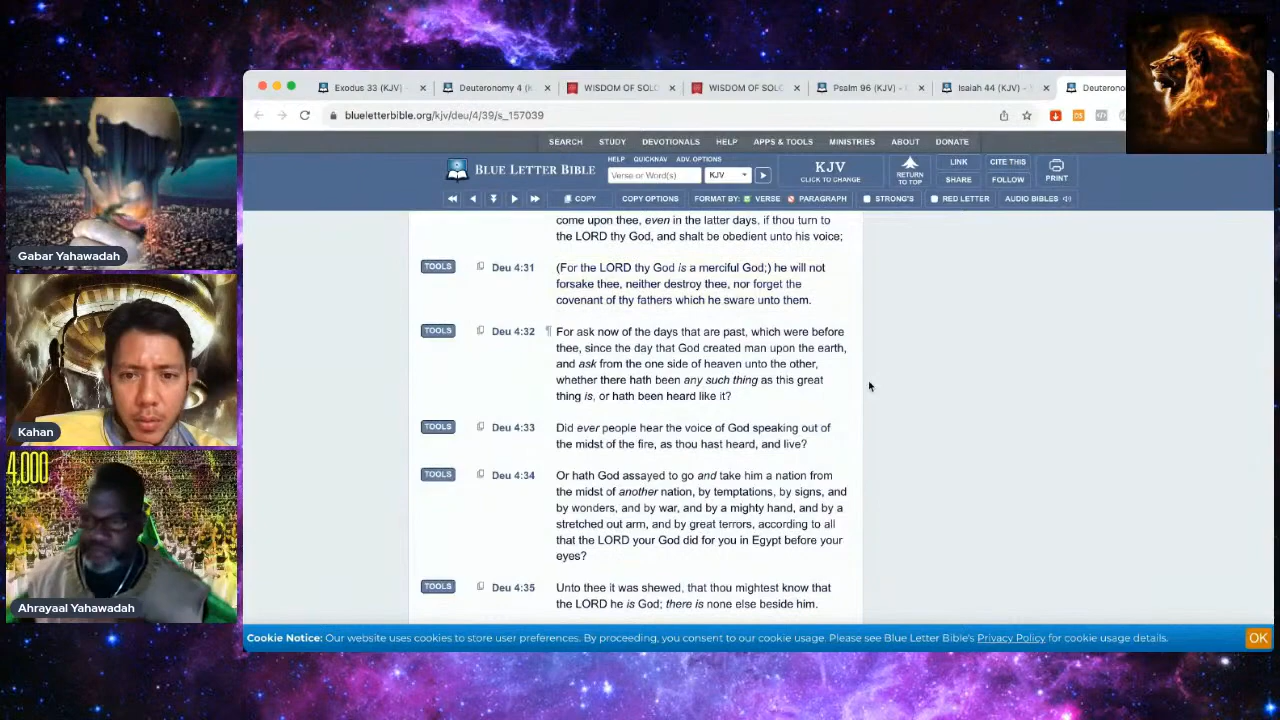 Exodus 33 (KJV) -
Deuteronomy 4 (K
WISDOM OF SOLO
WISDOM OF SOL
Psalm 96 (KJV) -
Isaiah 44 (KJV) -
Deuterono
blueletterbible.org/kjv/deu/4/39/s_157039
SEARCH STUDY DEVOTIONALS HELP APPS & TOOLS MINISTRIES ABOUT DONATE
BLUE LETTER BIBLE
HELP QUICKNAV ADV. OPTIONS
Verse or Word(s) KJV
KJV
CLICK TO CHANGE
RETURN TO TOP
LINK CITE THIS
SHARE FOLLOW
PRINT
COPY COPY OPTIONS FORMAT BY: VERSE PARAGRAPH STRONG'S RED LETTER AUDIO BIBLES
come upon thee, even in the latter days, if thou turn to
the LORD thy God, and shalt be obedient unto his voice;
TOOLS Deu 4:31 (For the LORD thy God is a merciful God;) he will not
forsake thee, neither destroy thee, nor forget the
covenant of thy fathers which he sware unto them.
TOOLS Deu 4:32 ¶ For ask now of the days that are past, which were before
thee, since the day that God created man upon the earth,
and ask from the one side of heaven unto the other,
whether there hath been any such thing as this great
thing is, or hath been heard like it?
TOOLS Deu 4:33 Did ever people hear the voice of God speaking out of
the midst of the fire, as thou hast heard, and live?
TOOLS Deu 4:34 Or hath God assayed to go and take him a nation from
the midst of another nation, by temptations, by signs, and
by wonders, and by war, and by a mighty hand, and by a
stretched out arm, and by great terrors, according to all
that the LORD your God did for you in Egypt before your
eyes?
TOOLS Deu 4:35 Unto thee it was shewed, that thou mightest know that
the LORD he is God; there is none else beside him.
Cookie Notice: Our website uses cookies to store user preferences. By proceeding, you consent to our cookie usage. Please see Blue Letter Bible's Privacy Policy for cookie usage details. OK
Gabar Yahawadah
Kahan
4,000
Ahrayaal Yahawadah